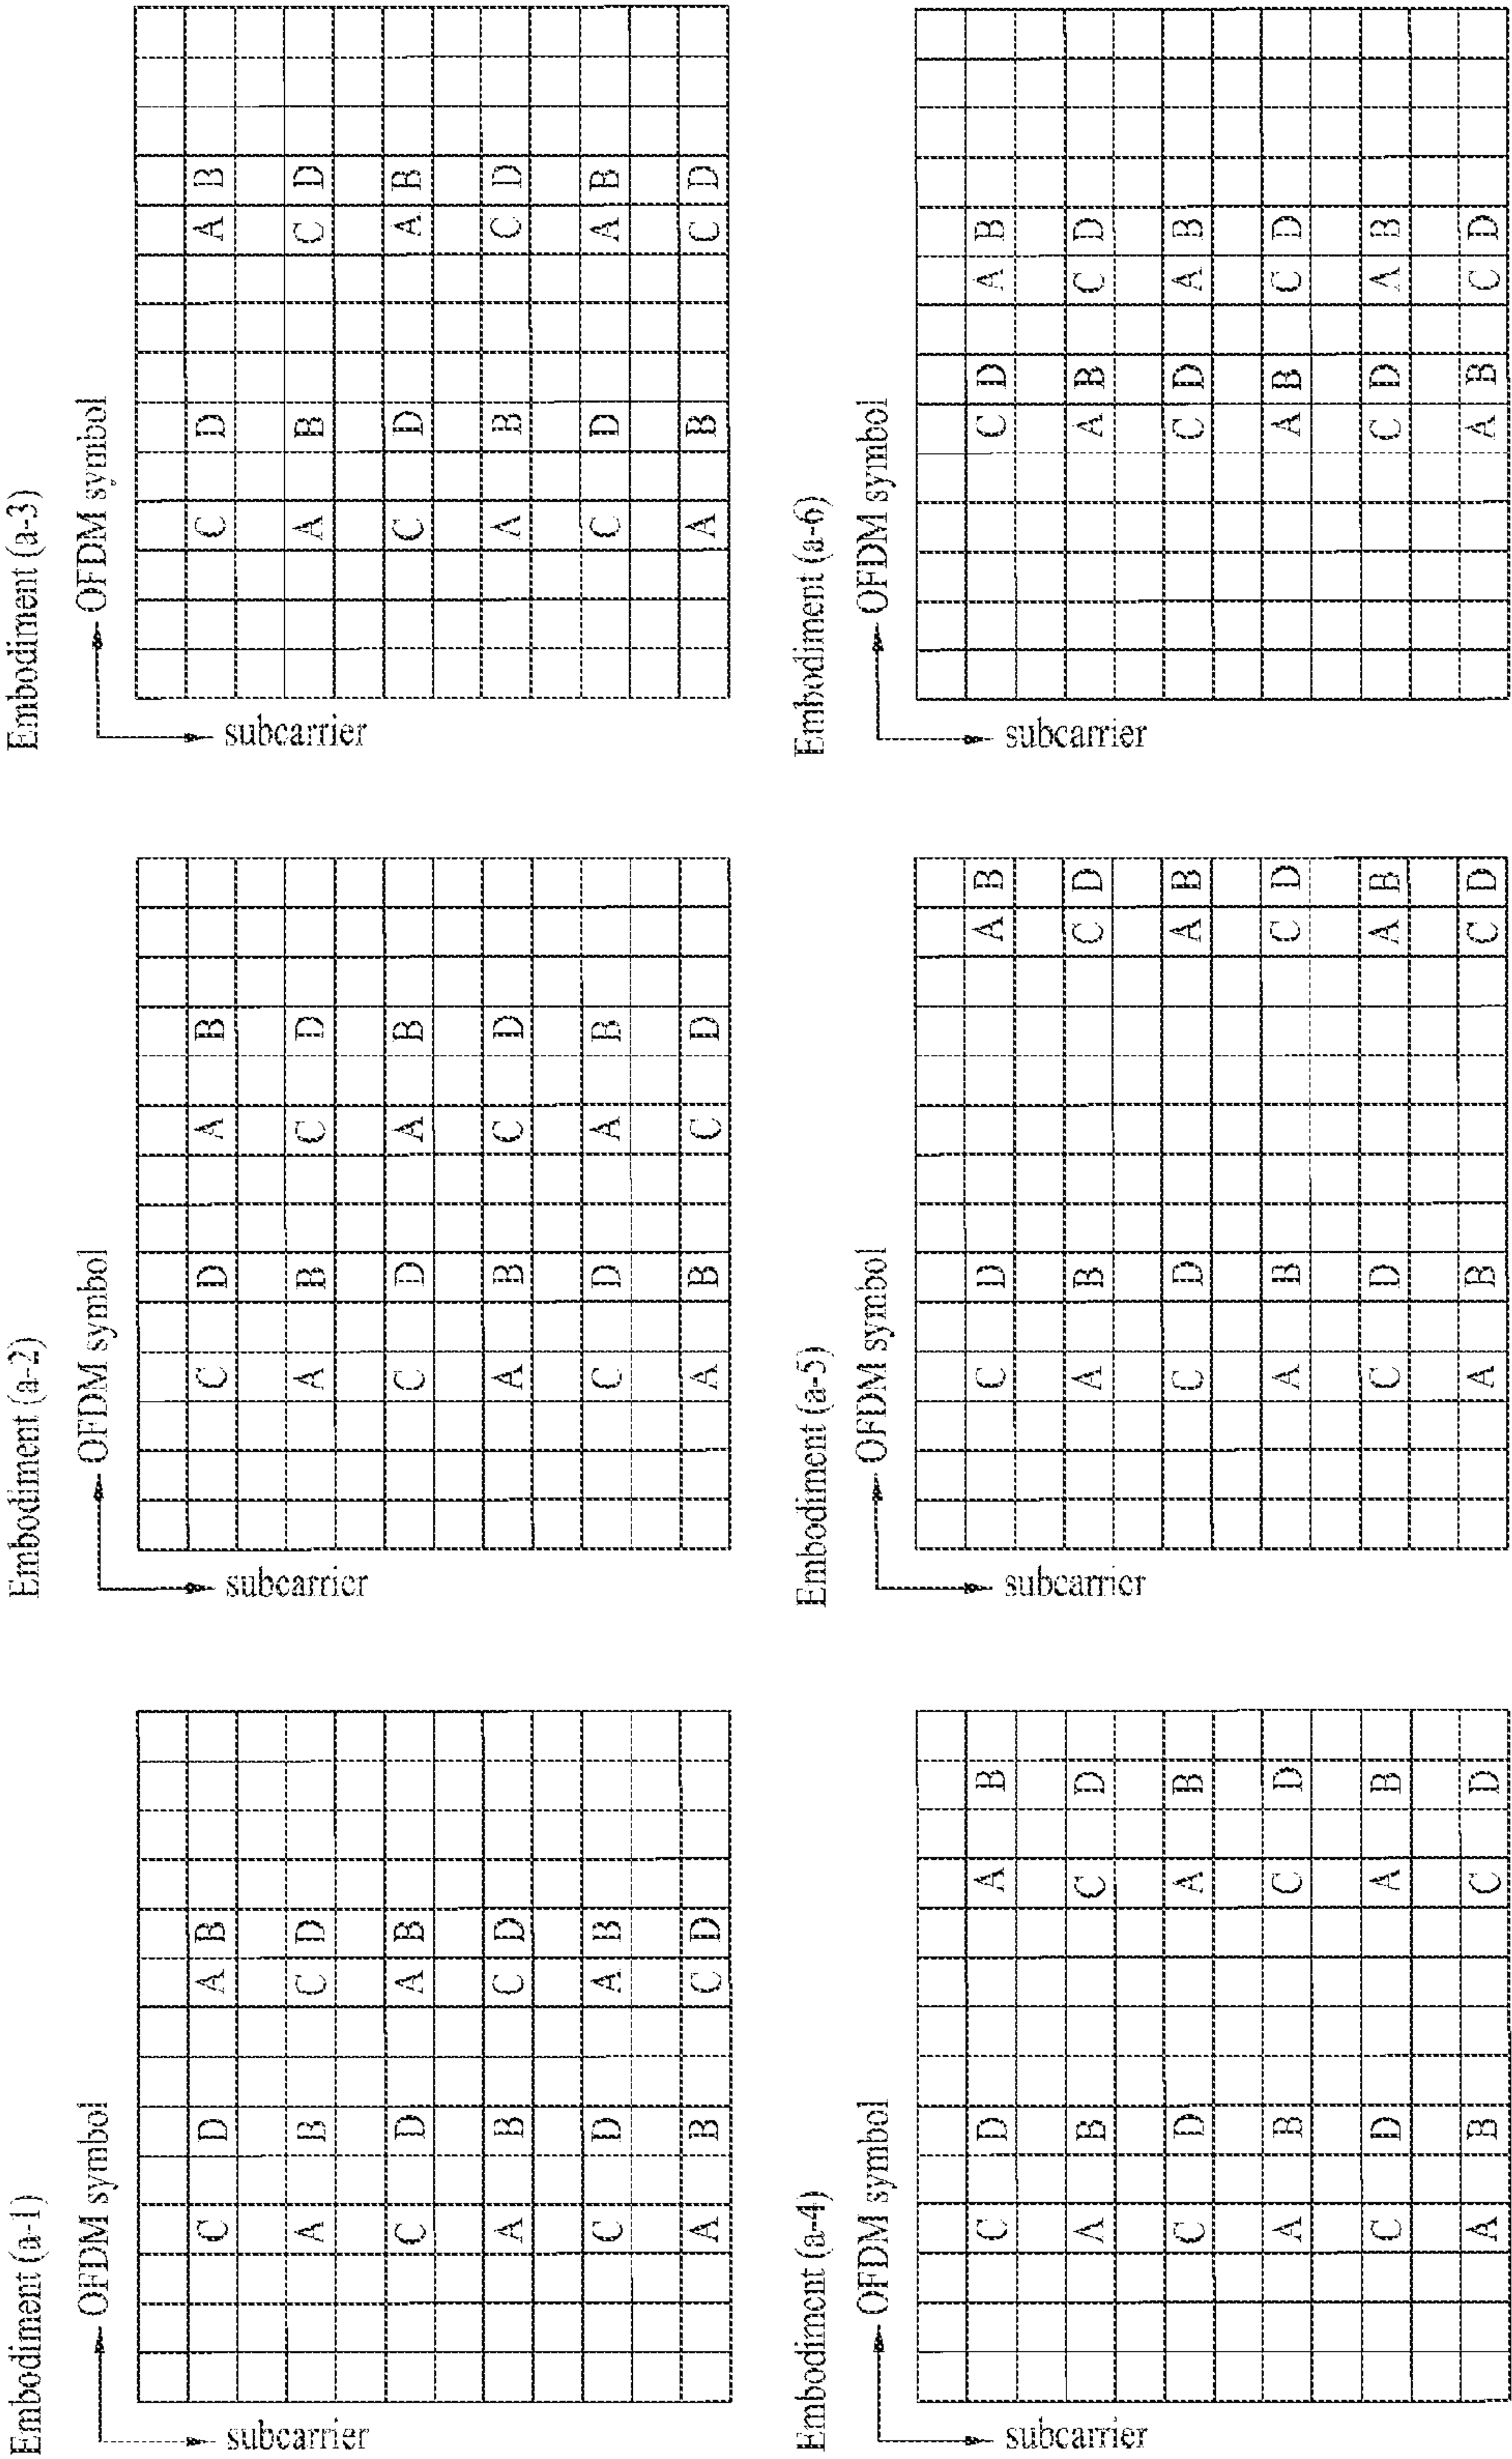 Embodiment (a-1)
OFDM symbol
subcarrier
C D A B
A B C D
C D A B
A B C D
C D A B
A B C D
Embodiment (a-2)
OFDM symbol
subcarrier
C D A B
A B C D
C D A B
A B C D
C D A B
A B C D
Embodiment (a-3)
OFDM symbol
subcarrier
C D A B
A B C D
C D A B
A B C D
C D A B
A B C D
Embodiment (a-4)
OFDM symbol
subcarrier
C D A B
A B C D
C D A B
A B C D
C D A B
A B C D
Embodiment (a-5)
OFDM symbol
subcarrier
C D A B
A B C D
C D A B
A B C D
C D A B
A B C D
Embodiment (a-6)
OFDM symbol
subcarrier
C D A B
A B C D
C D A B
A B C D
C D A B
A B C D